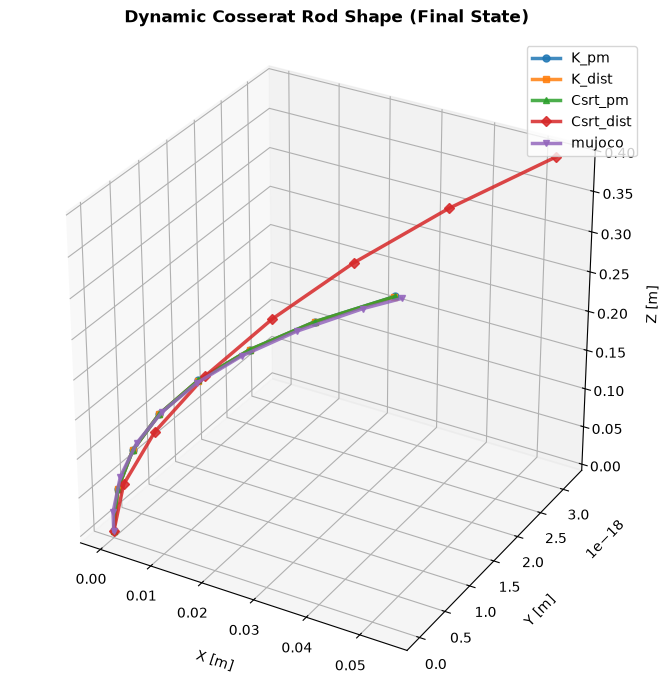 Dynamic Cosserat Rod Shape (Final State)
K_pm
K_dist
Csrt_pm
Csrt_dist
mujoco
0.40
0.35
0.30
0.25
0.20
0.15
0.10
0.05
0.00
Z [m]
3.0
2.5
2.0
1.5
1.0
0.5
0.0
1e−18
Y [m]
0.00
0.01
0.02
0.03
0.04
0.05
X [m]